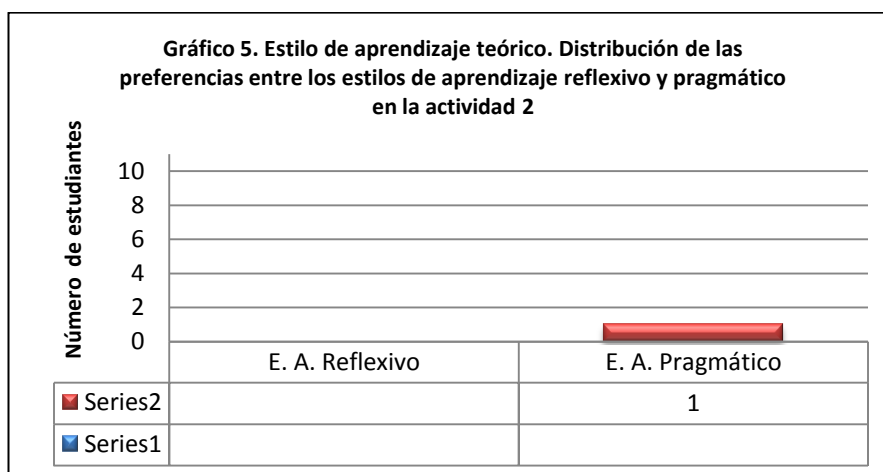 Gráfico 5. Estilo de aprendizaje teórico. Distribución de las
preferencias entre los estilos de aprendizaje reflexivo y pragmático
en la actividad 2
Número de estudiantes
10
8
6
4
2
0
E. A. Reflexivo E. A. Pragmático
Series2 1
Series1